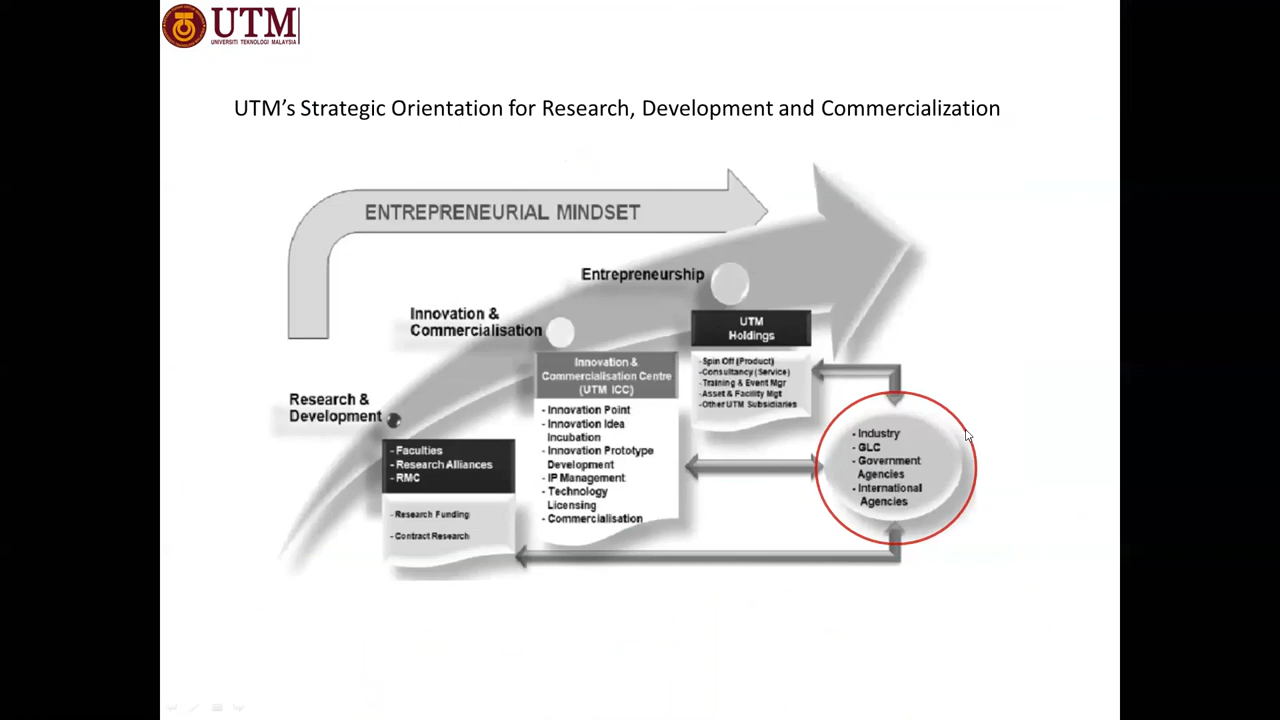 UTM
UNIVERSITI TEKNOLOGI MALAYSIA
UTM's Strategic Orientation for Research, Development and Commercialization
ENTREPRENEURIAL MINDSET
Entrepreneurship
Innovation &
Commercialisation
Research &
Development
UTM
Holdings
-Spin Off (Product)
-Consultancy (Service)
-Training & Event Mgr
-Asset & Facility Mgt
-Other UTM Subsidiaries
Innovation &
Commercialisation Centre
(UTM ICC)
- Innovation Point
- Innovation Idea
Incubation
- Innovation Prototype
Development
- IP Management
- Technology
Licensing
- Commercialisation
- Faculties
- Research Alliances
- RMC
- Research Funding
- Contract Research
- Industry
- GLC
- Government
Agencies
- International
Agencies